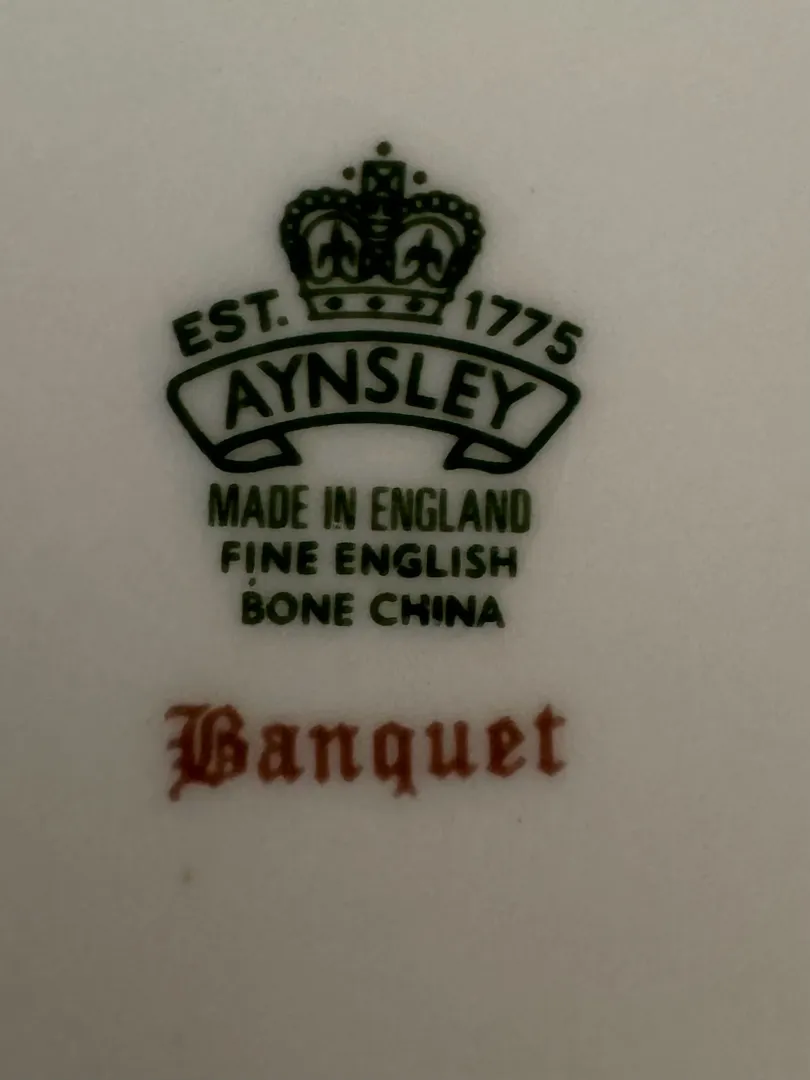 EST. 1775
AYNSLEY
MADE IN ENGLAND
FINE ENGLISH
BONE CHINA
Banquet